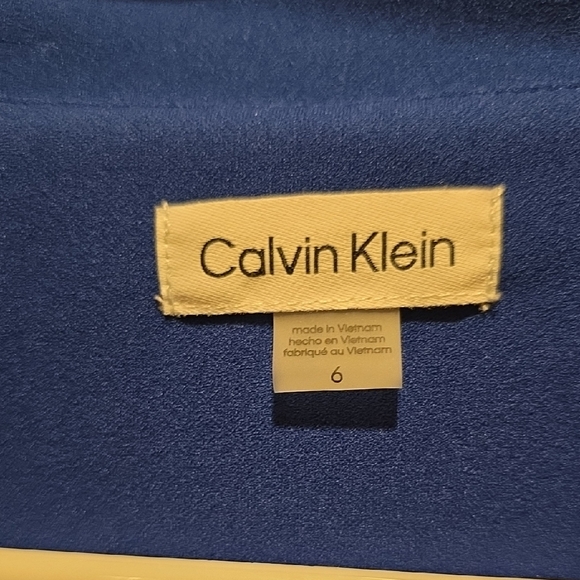 Calvin Klein
made in Vietnam
hecho en Vietnam
fabriqué au Vietnam
6